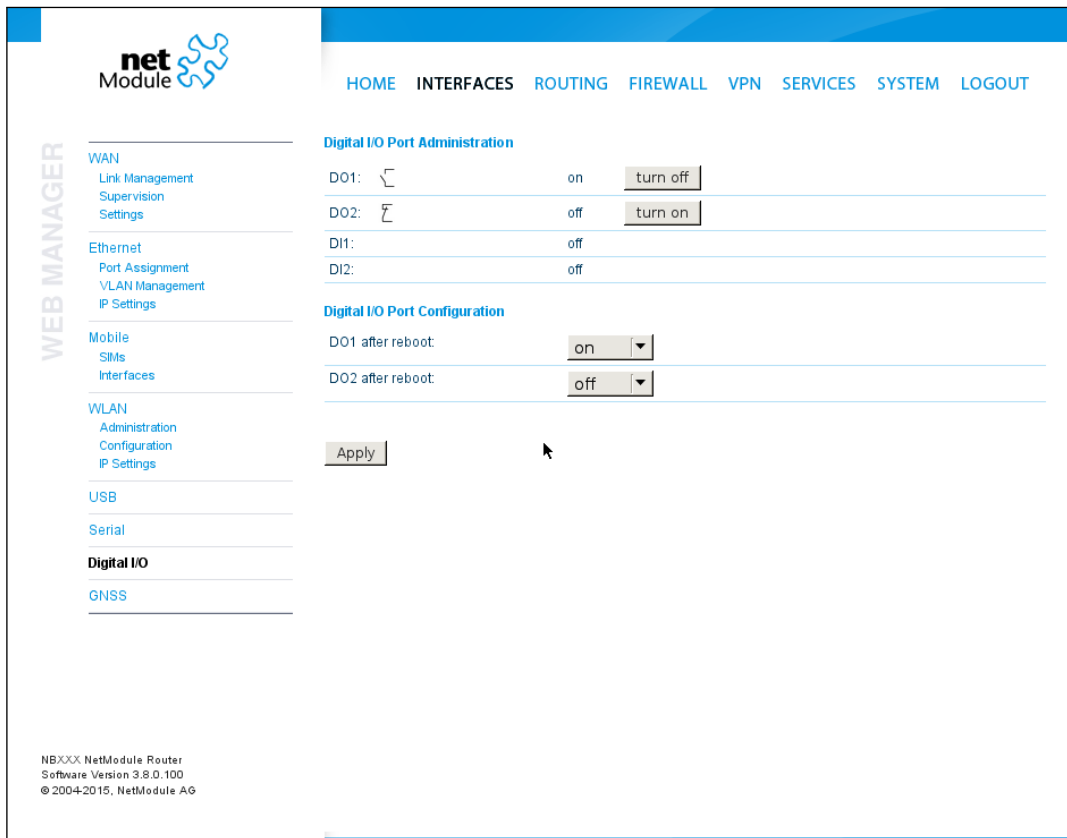 net
Module
HOME INTERFACES ROUTING FIREWALL VPN SERVICES SYSTEM LOGOUT
WEB MANAGER
WAN
Link Management
Supervision
Settings
Ethernet
Port Assignment
VLAN Management
IP Settings
Mobile
SIMs
Interfaces
WLAN
Administration
Configuration
IP Settings
USB
Serial
Digital I/O
GNSS
Digital I/O Port Administration
DO1: on turn off
DO2: off turn on
DI1: off
DI2: off
Digital I/O Port Configuration
DO1 after reboot: on
DO2 after reboot: off
Apply
NBXXX NetModule Router
Software Version 3.8.0.100
© 2004-2015, NetModule AG